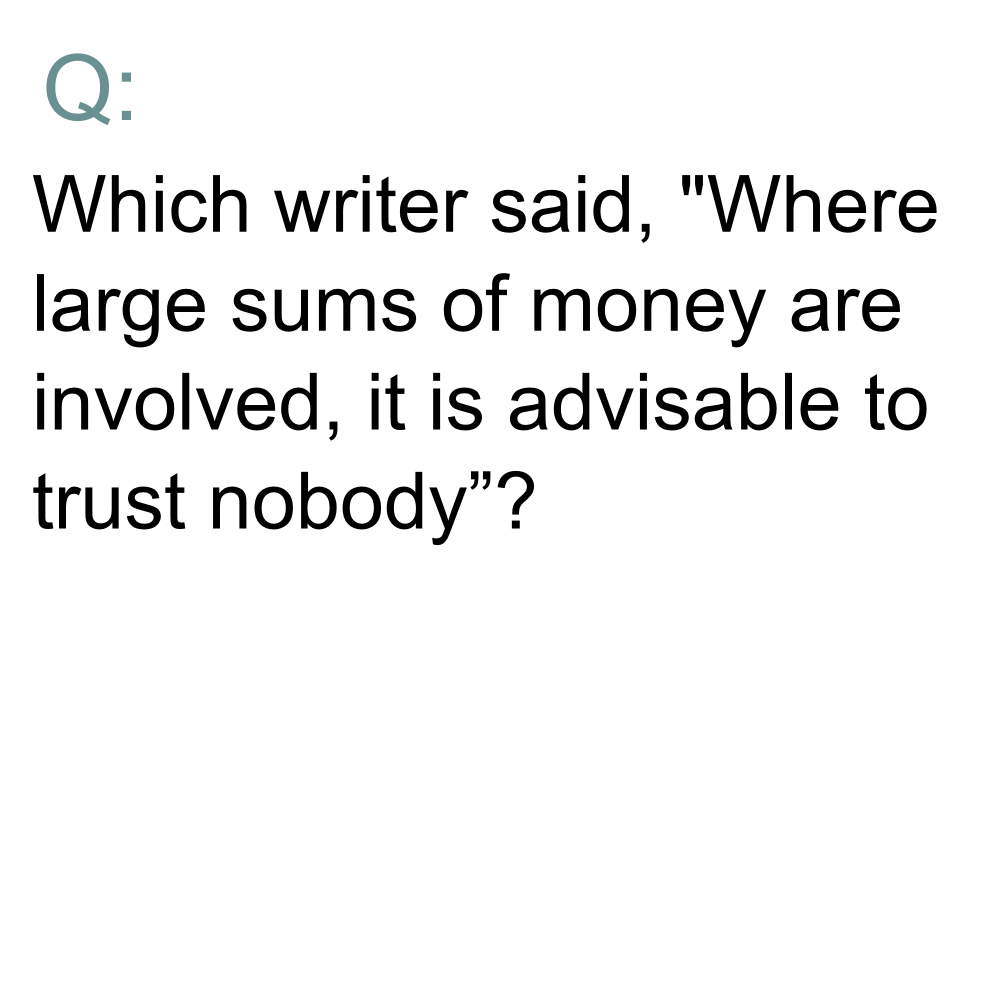 Q:
Which writer said, "Where
large sums of money are
involved, it is advisable to
trust nobody”?